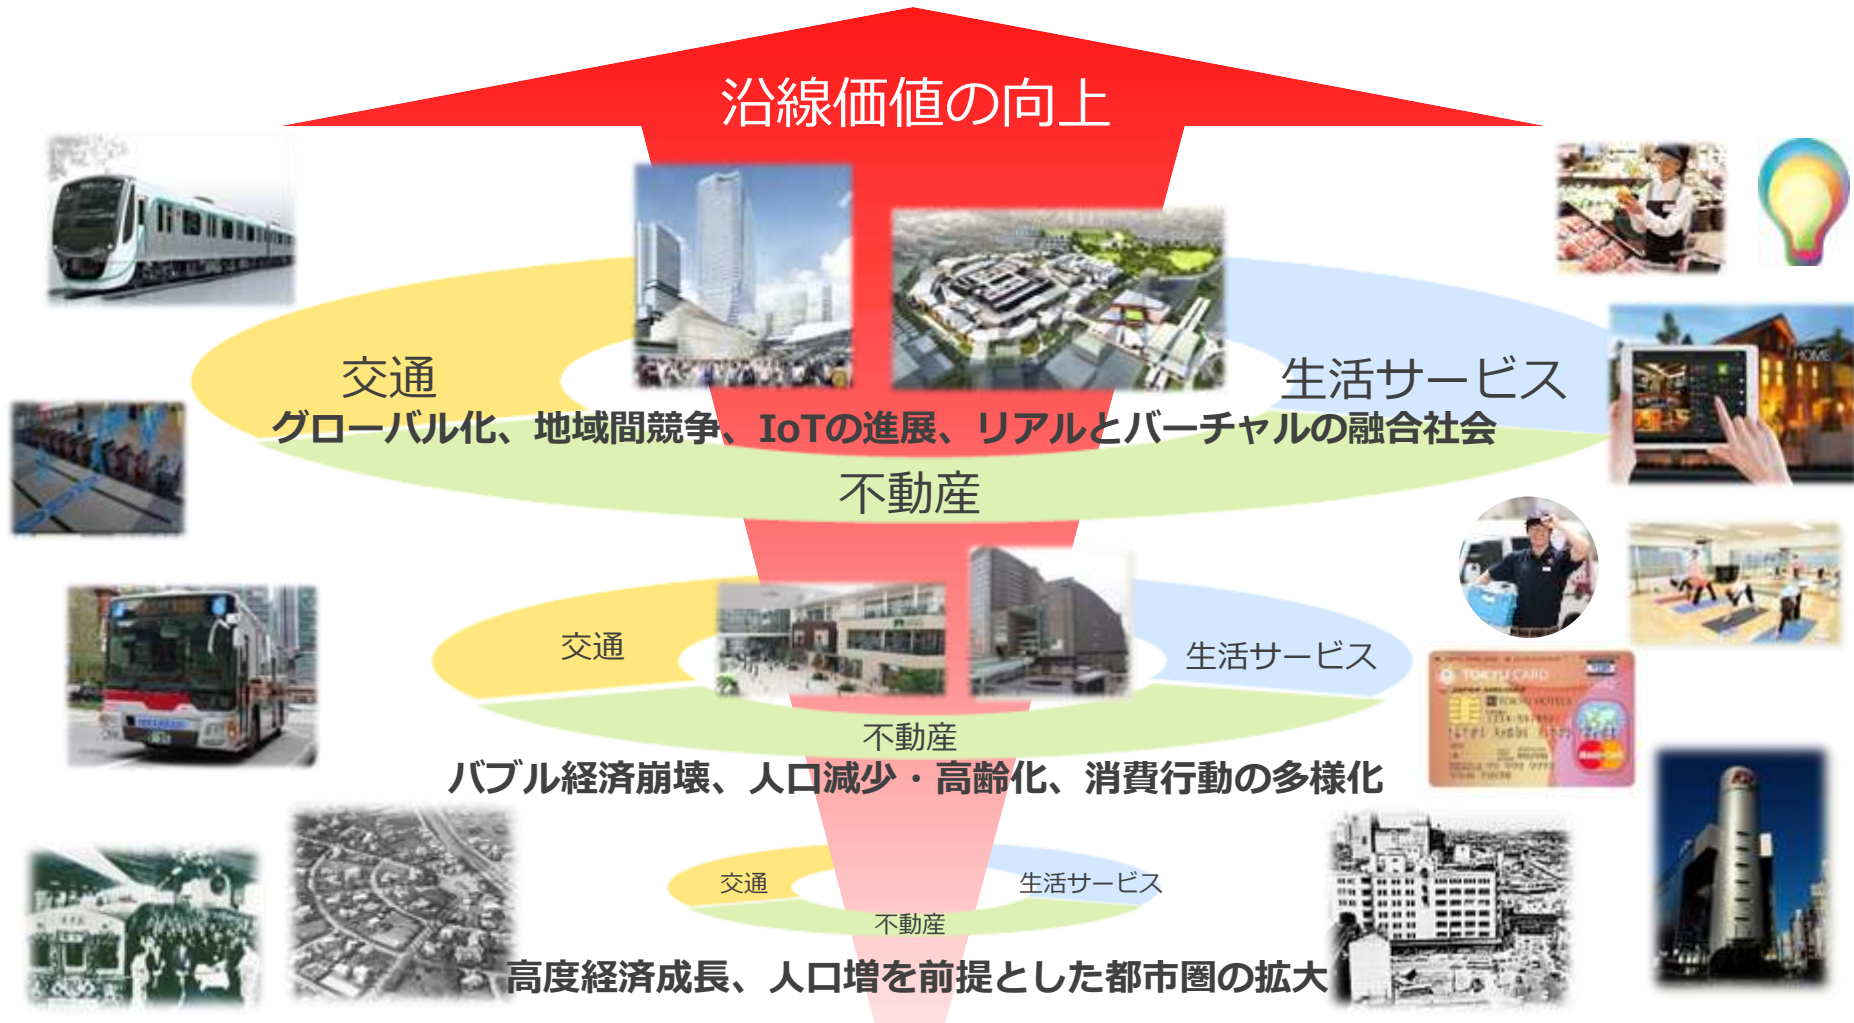 沿線価値の向上
交通
生活サービス
グローバル化、地域間競争、IoTの進展、リアルとバーチャルの融合社会
不動産
HOME
交通
生活サービス
TOKYU CARD
TOKYU HOTELS
MasterCard
不動産
バブル経済崩壊、人口減少・高齢化、消費行動の多様化
交通
生活サービス
不動産
高度経済成長、人口増を前提とした都市圏の拡大